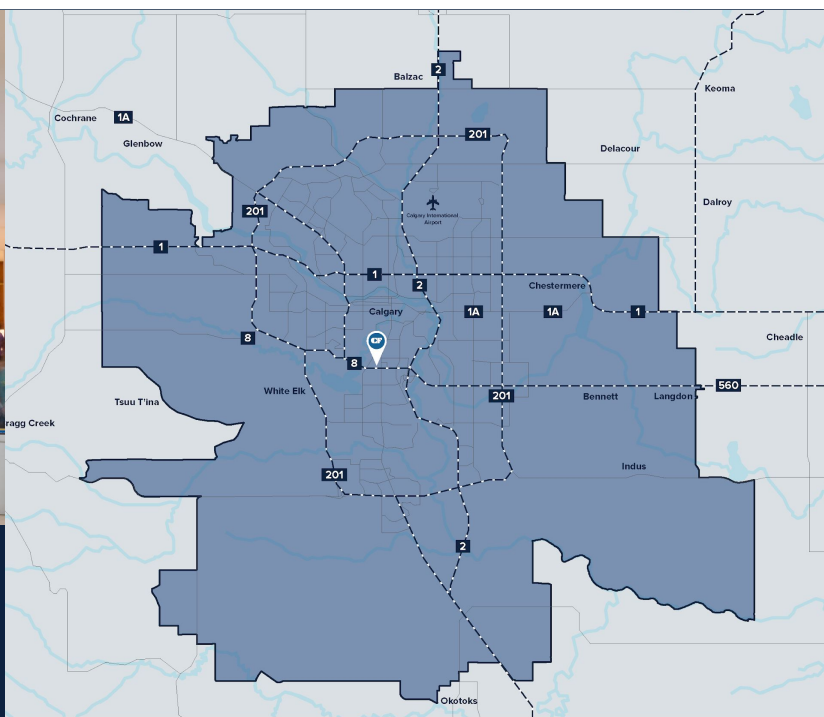 2
Balzac
Keoma
Cochrane
1A
201
Glenbow
Delacour
Dalroy
201
Calgary International
Airport
1
1
2
Chestermere
Calgary
1A
1A
1
8
Cheadle
8
560
White Elk
201
Bennett
Langdon
Tsuu T'ina
ragg Creek
Indus
201
2
Okotoks